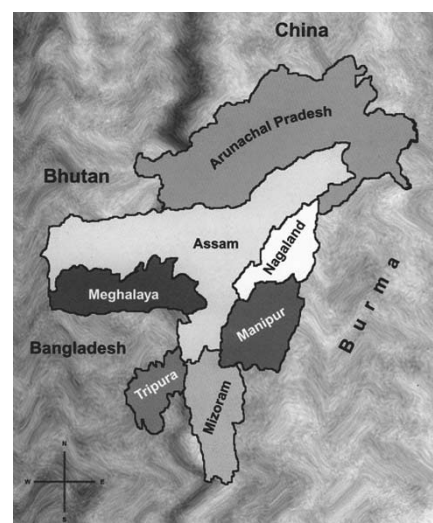 China
Arunachal Pradesh
Bhutan
Assam
Nagaland
Meghalaya
Burma
Manipur
Bangladesh
Tripura
Mizoram
N
W E
S